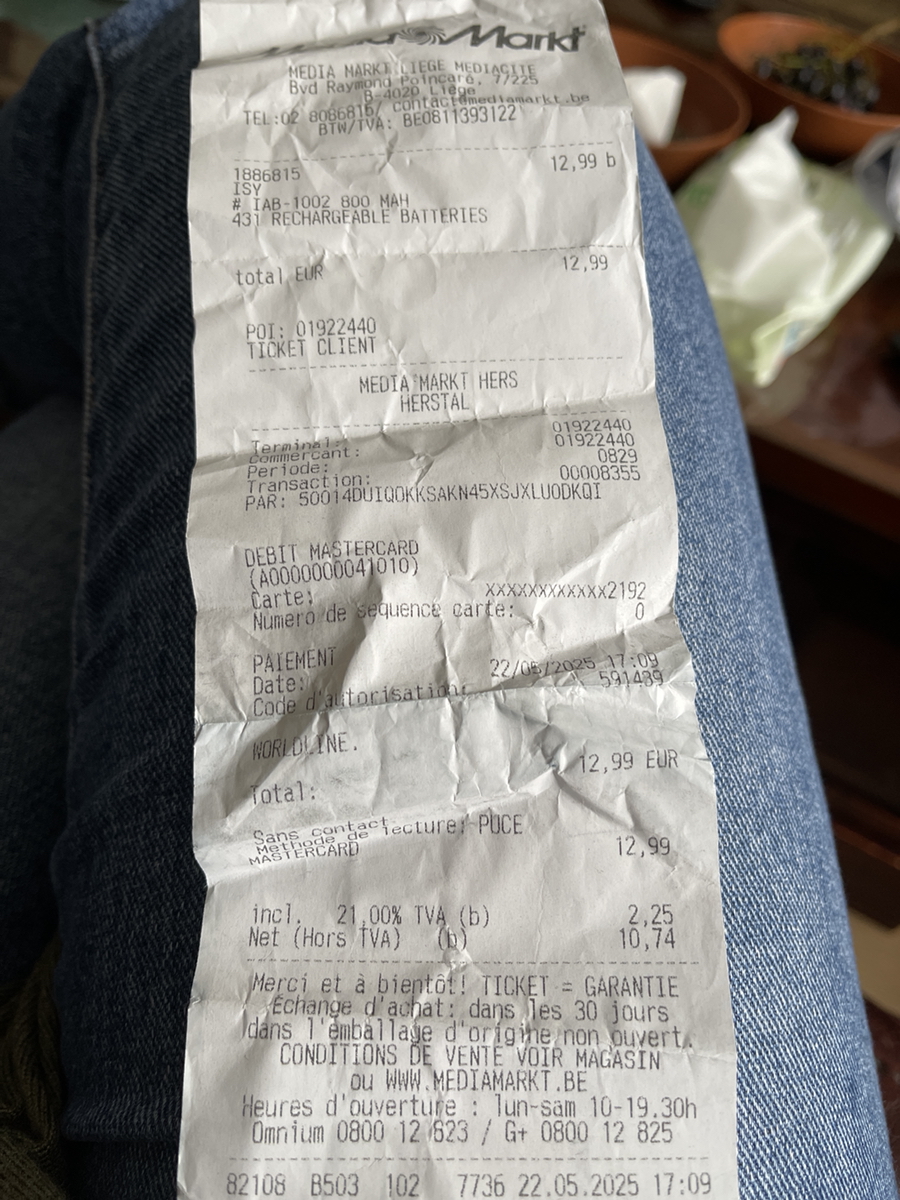 Media Markt
MEDIA MARKT LIEGE MEDIACITE
Bvd Raymond Poincaré, 7/225
B-4020 Liège
TEL:02 8086816/ contact@mediamarkt.be
BTW/TVA: BE0811393122
1886815 12,99 b
ISY
# IAB-1002 800 MAH
431 RECHARGEABLE BATTERIES
total EUR 12,99
POI: 01922440
TICKET CLIENT
MEDIA MARKT HERS
HERSTAL
Terminal: 01922440
Commercant: 01922440
Periode: 0829
Transaction: 00008355
PAR: 50014DUIQOKKSAKN45XSJXLUODKQI
DEBIT MASTERCARD
(A0000000041010)
Carte: XXXXXXXXXXXX2192
Numero de sequence carte: 0
PAIEMENT
Date: 22/05/2025 17:09
Code d'autorisation: 591439
WORLDLINE.
Total: 12,99 EUR
Sans contact
Methode de lecture: PUCE
MASTERCARD 12,99
incl. 21,00% TVA (b) 2,25
Net (Hors TVA) (b) 10,74
Merci et à bientôt! TICKET = GARANTIE
Echange d'achat: dans les 30 jours
dans l'emballage d'origine non ouvert.
CONDITIONS DE VENTE VOIR MAGASIN
ou WWW.MEDIAMARKT.BE
Heures d'ouverture : lun-sam 10-19.30h
Omnium 0800 12 623 / G+ 0800 12 825
82108 B503 102 7736 22.05.2025 17:09